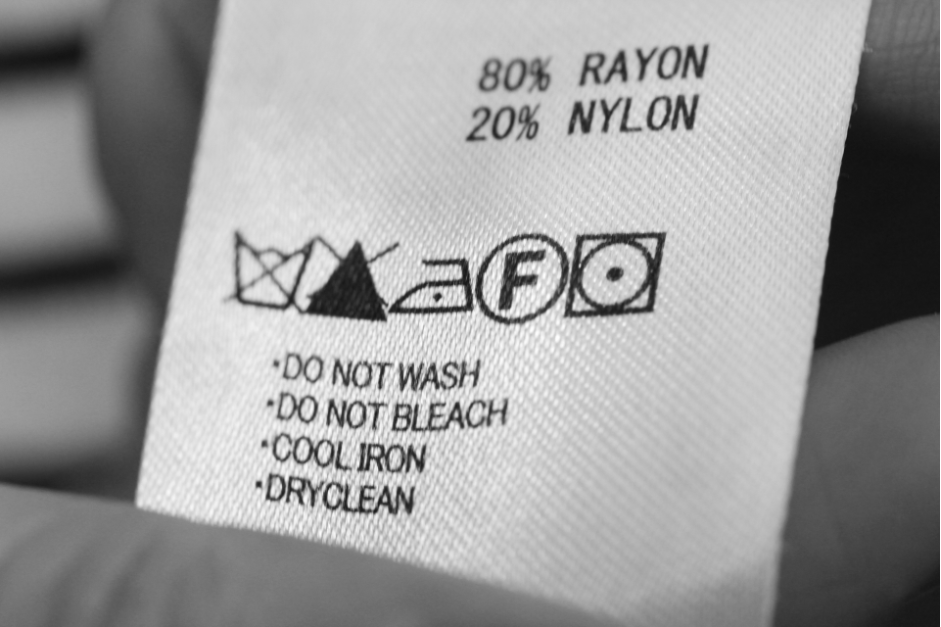 80% RAYON
20% NYLON
F
·DO NOT WASH
·DO NOT BLEACH
·COOL IRON
·DRYCLEAN